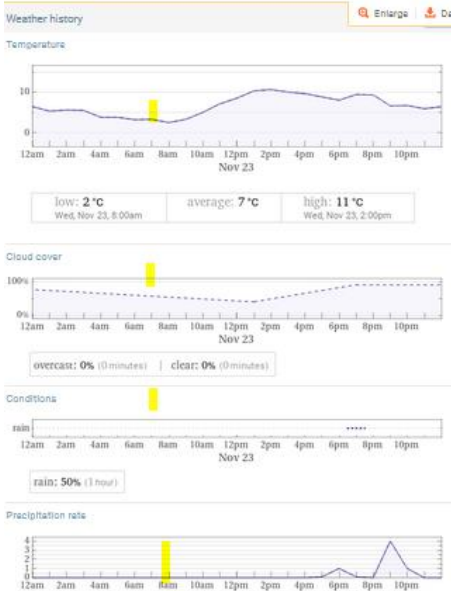 Weather history
Enlarge
Da
Temperature
10
0
12am 2am 4am 6am 8am 10am 12pm 2pm 4pm 6pm 8pm 10pm
Nov 23
low: 2 °C average: 7 °C high: 11 °C
Wed, Nov 23, 8:00am Wed, Nov 23, 2:00pm
Cloud cover
100%
0%
12am 2am 4am 6am 8am 10am 12pm 2pm 4pm 6pm 8pm 10pm
Nov 23
overcast: 0% (0 minutes) | clear: 0% (0 minutes)
Conditions
rain
12am 2am 4am 6am 8am 10am 12pm 2pm 4pm 6pm 8pm 10pm
Nov 23
rain: 50% (1 hour)
Precipitation rate
4
3
2
1
0
12am 2am 4am 6am 8am 10am 12pm 2pm 4pm 6pm 8pm 10pm